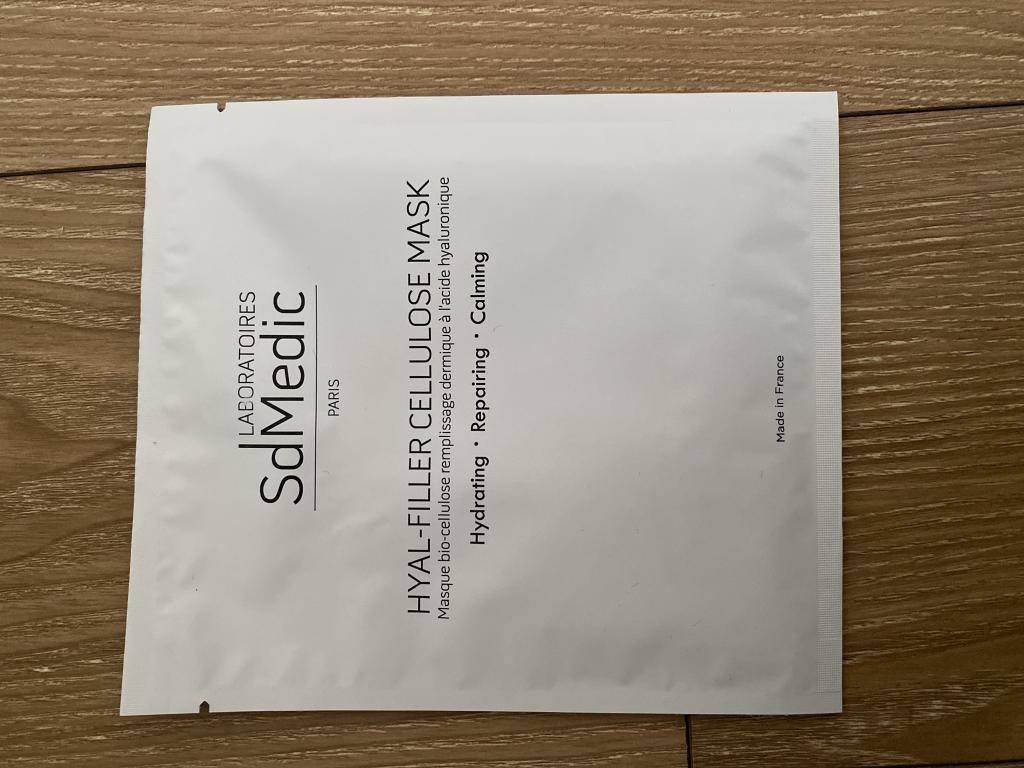 LABORATOIRES
SdMedic
PARIS
HYAL-FILLER CELLULOSE MASK
Masque bio-cellulose remplissage dermique à l'acide hyaluronique
Hydrating • Repairing • Calming
Made in France